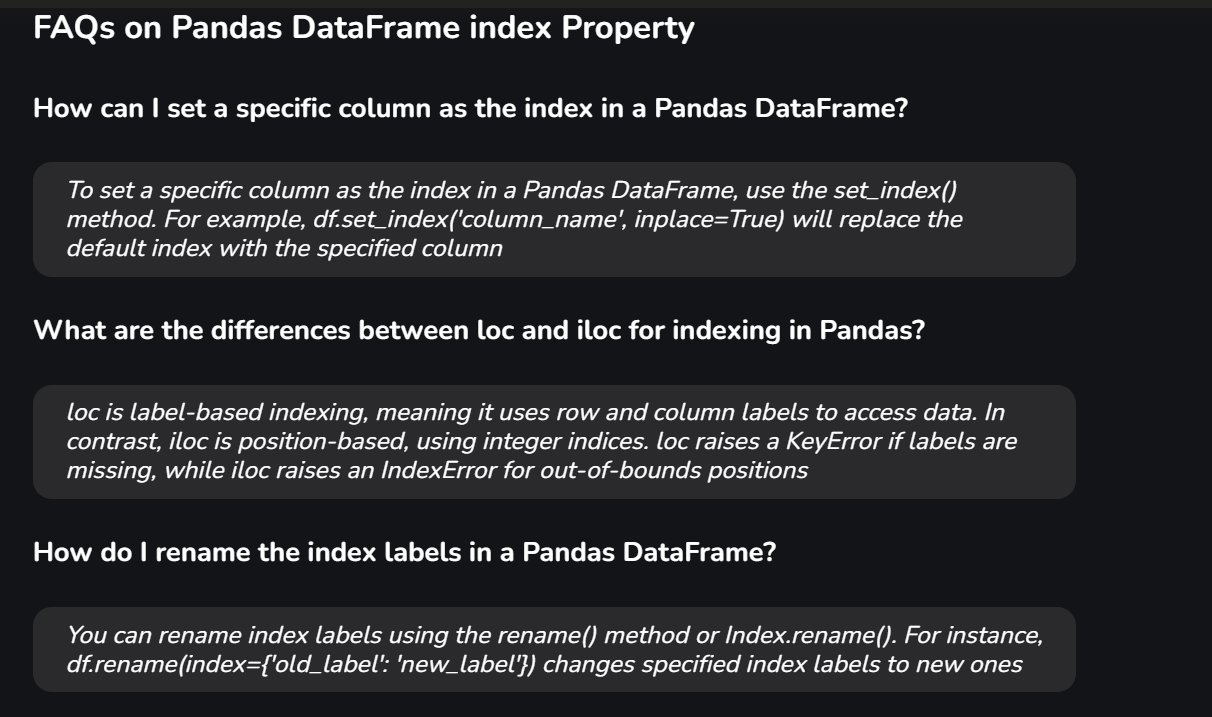 FAQs on Pandas DataFrame index Property
How can I set a specific column as the index in a Pandas DataFrame?
To set a specific column as the index in a Pandas DataFrame, use the set_index()
method. For example, df.set_index('column_name', inplace=True) will replace the
default index with the specified column
What are the differences between loc and iloc for indexing in Pandas?
loc is label-based indexing, meaning it uses row and column labels to access data. In
contrast, iloc is position-based, using integer indices. loc raises a KeyError if labels are
missing, while iloc raises an IndexError for out-of-bounds positions
How do I rename the index labels in a Pandas DataFrame?
You can rename index labels using the rename() method or Index.rename(). For instance,
df.rename(index={'old_label': 'new_label'}) changes specified index labels to new ones